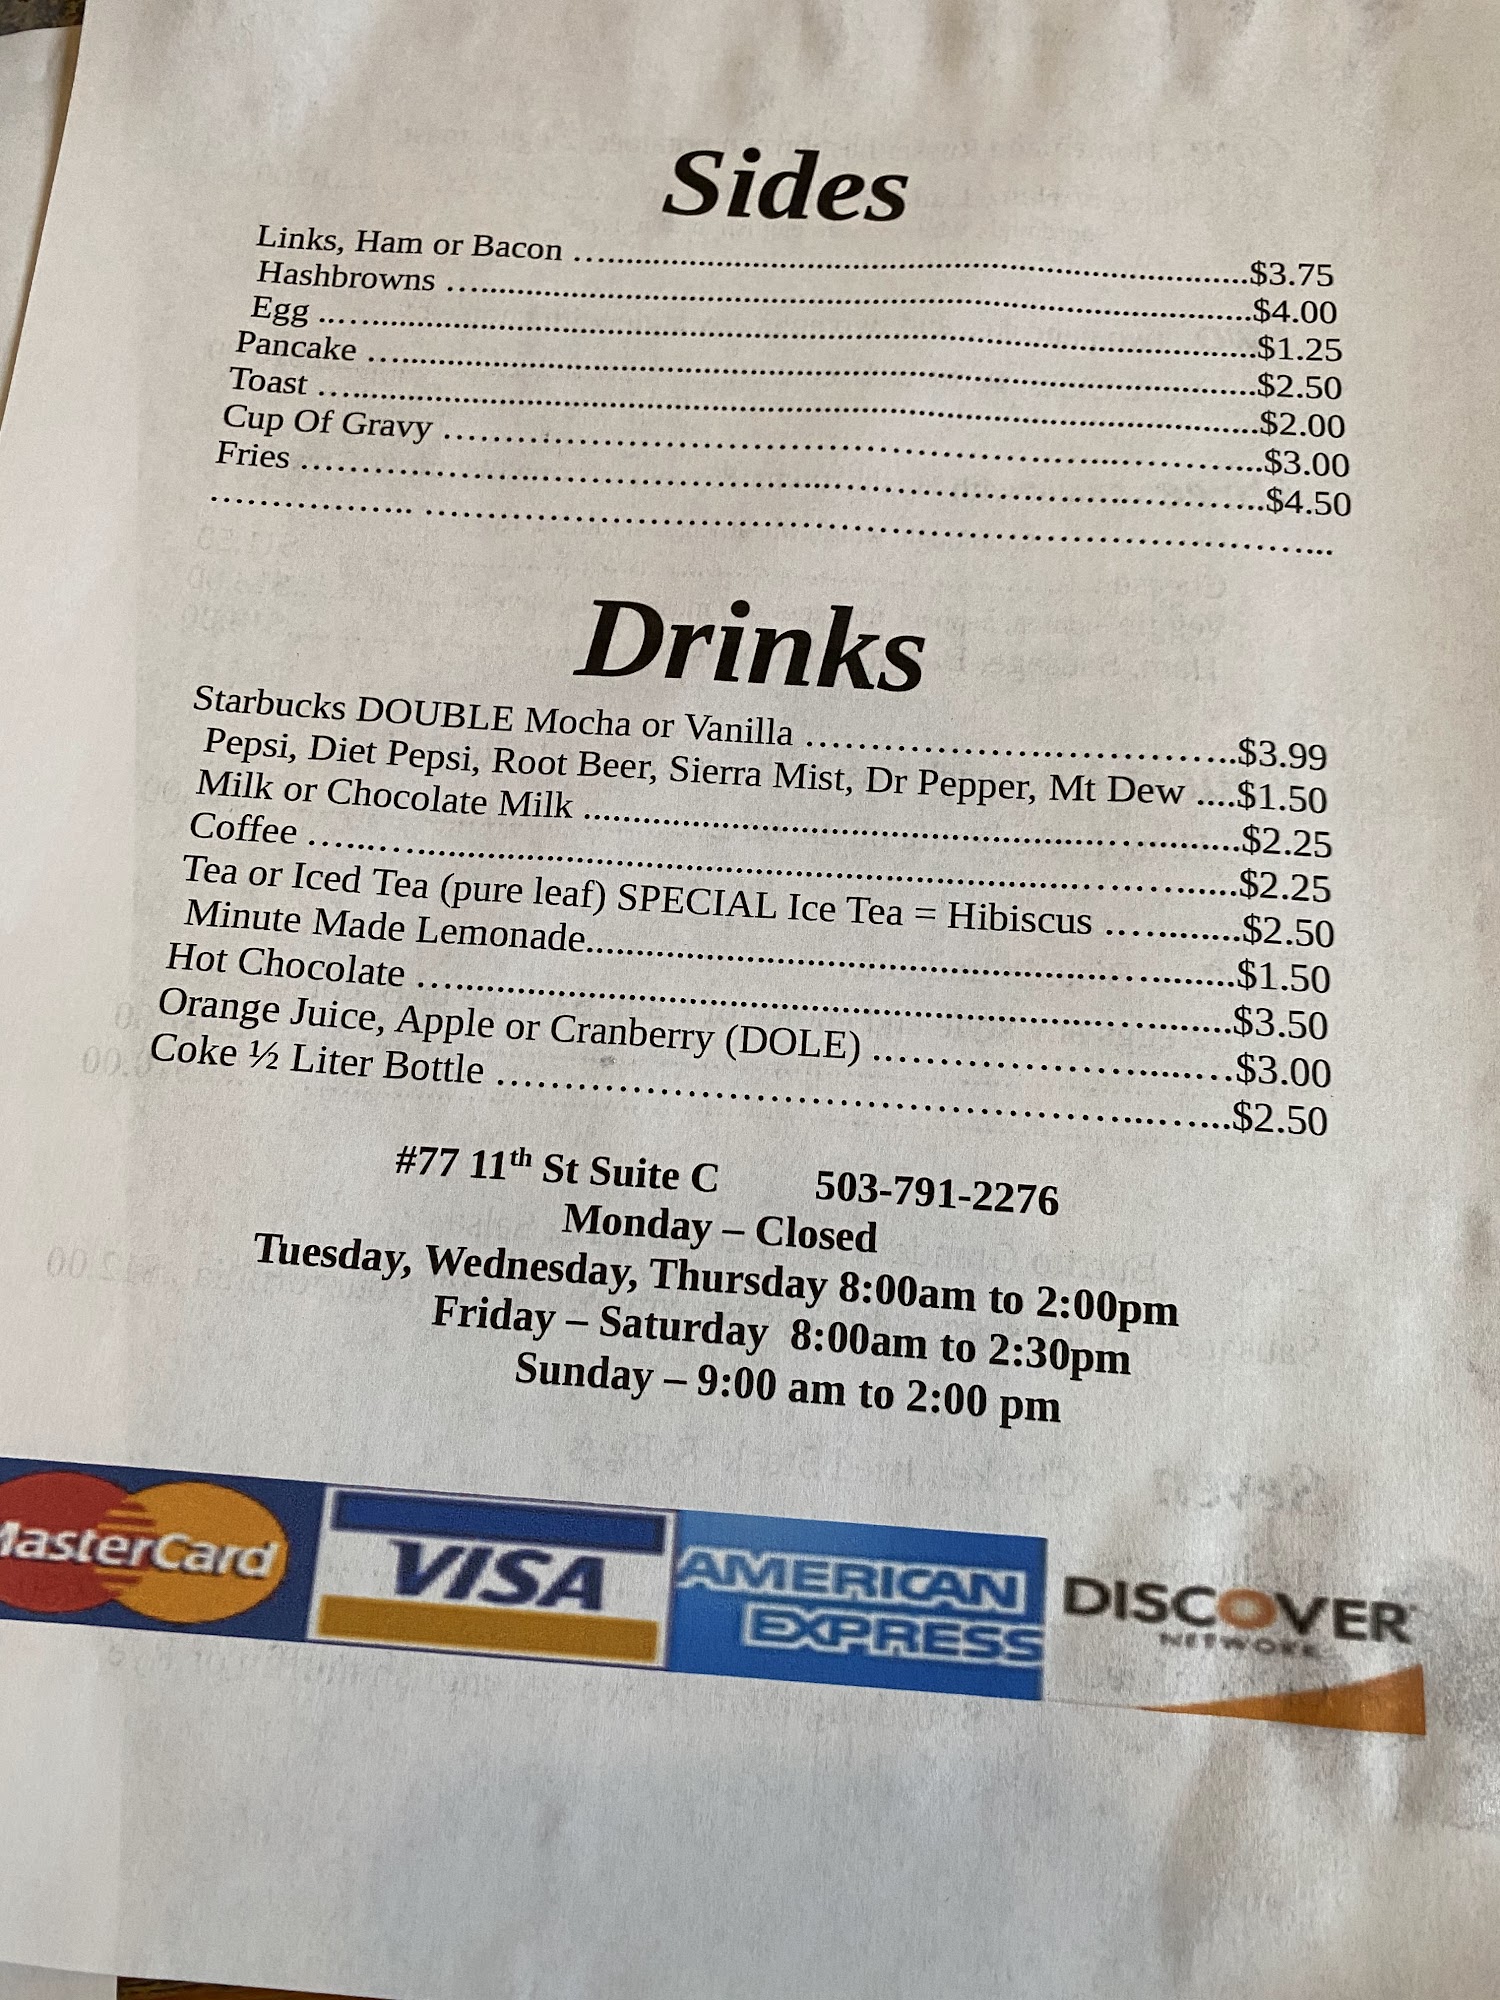 Sides
Links, Ham or Bacon ….......................................................................$3.75
Hashbrowns ….....................................................................................$4.00
Egg ...….................................................................................................$1.25
Pancake ….............................................................................................$2.50
Toast ….................................................................................................$2.00
Cup Of Gravy …………………………………………………………...………...$3.00
Fries ……………………...…………………………...………………………...………...$4.50
……………….. …………………………………………………………………………………...
Drinks
Starbucks DOUBLE Mocha or Vanilla …………………….………………..$3.99
Pepsi, Diet Pepsi, Root Beer, Sierra Mist, Dr Pepper, Mt Dew ....$1.50
Milk or Chocolate Milk ........................................................…..........$2.25
Coffee …...…...................................................................……….......$2.25
Tea or Iced Tea (pure leaf) SPECIAL Ice Tea = Hibiscus ...….........$2.50
Minute Made Lemonade....................................................…..........$1.50
Hot Chocolate ….................................................................…..........$3.50
Orange Juice, Apple or Cranberry (DOLE) ……………………….....…$3.00
Coke ½ Liter Bottle …………………………………………………...…...$2.50
#77 11th St Suite C 503-791-2276
Monday – Closed
Tuesday, Wednesday, Thursday 8:00am to 2:00pm
Friday – Saturday 8:00am to 2:30pm
Sunday – 9:00 am to 2:00 pm
MasterCard VISA AMERICAN EXPRESS DISCOVER NETWORK